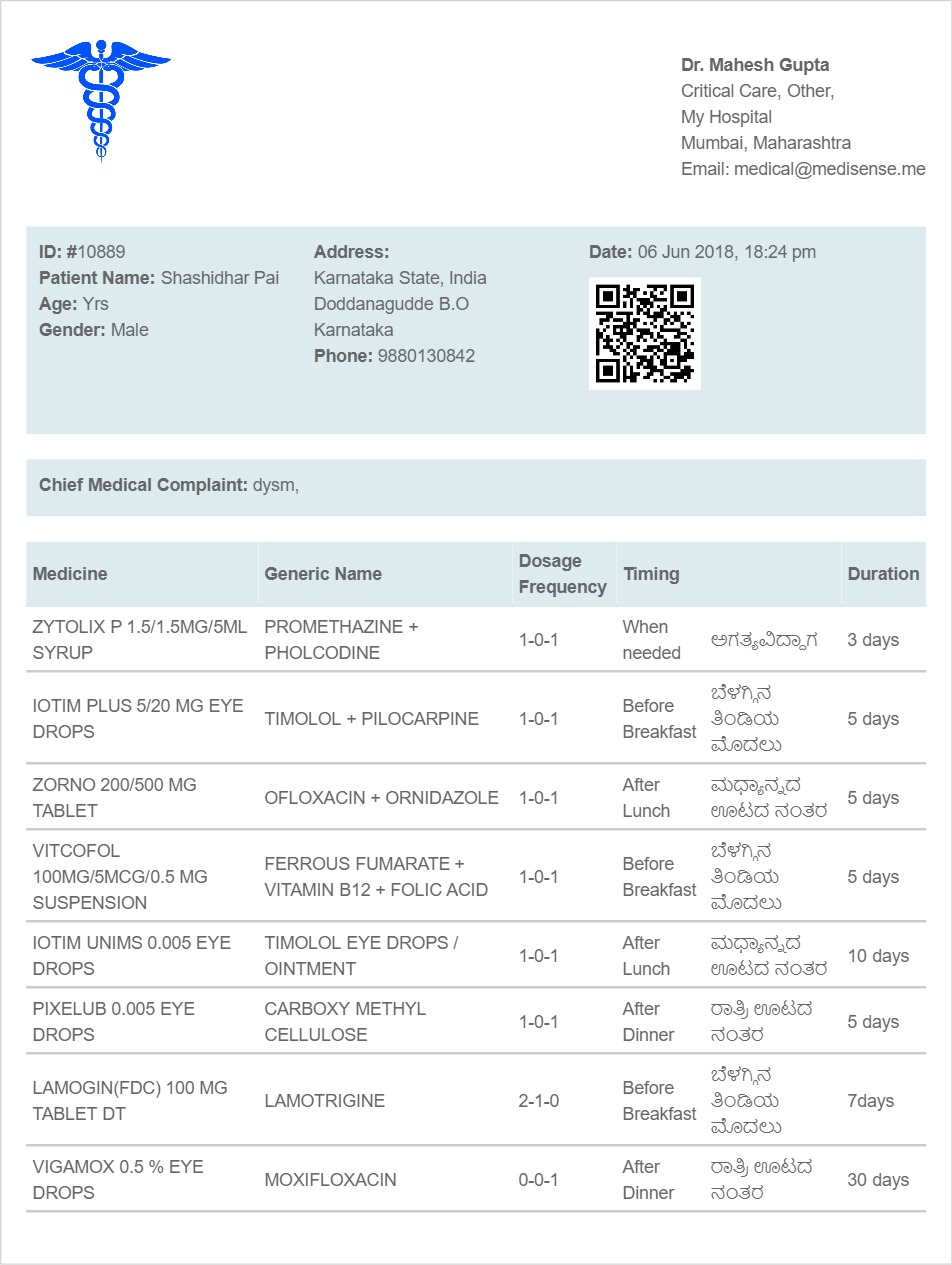 Dr. Mahesh Gupta
Critical Care, Other,
My Hospital
Mumbai, Maharashtra
Email: medical@medisense.me
ID: #10889
Patient Name: Shashidhar Pai
Age: Yrs
Gender: Male
Address:
Karnataka State, India
Doddanagudde B.O
Karnataka
Phone: 9880130842
Date: 06 Jun 2018, 18:24 pm
Chief Medical Complaint: dysm,
Medicine
Generic Name
Dosage
Frequency
Timing
Duration
ZYTOLIX P 1.5/1.5MG/5ML
SYRUP
PROMETHAZINE +
PHOLCODINE
1-0-1
When
needed
ಅಗತ್ಯವಿದ್ದಾಗ
3 days
IOTIM PLUS 5/20 MG EYE
DROPS
TIMOLOL + PILOCARPINE
1-0-1
Before
Breakfast
ಬೆಳಗ್ಗಿನ
ತಿಂಡಿಯ
ಮೊದಲು
5 days
ZORNO 200/500 MG
TABLET
OFLOXACIN + ORNIDAZOLE
1-0-1
After
Lunch
ಮಧ್ಯಾನ್ನದ
ಊಟದ ನಂತರ
5 days
VITCOFOL
100MG/5MCG/0.5 MG
SUSPENSION
FERROUS FUMARATE +
VITAMIN B12 + FOLIC ACID
1-0-1
Before
Breakfast
ಬೆಳಗ್ಗಿನ
ತಿಂಡಿಯ
ಮೊದಲು
5 days
IOTIM UNIMS 0.005 EYE
DROPS
TIMOLOL EYE DROPS /
OINTMENT
1-0-1
After
Lunch
ಮಧ್ಯಾನ್ನದ
ಊಟದ ನಂತರ
10 days
PIXELUB 0.005 EYE
DROPS
CARBOXY METHYL
CELLULOSE
1-0-1
After
Dinner
ರಾತ್ರಿ ಊಟದ
ನಂತರ
5 days
LAMOGIN(FDC) 100 MG
TABLET DT
LAMOTRIGINE
2-1-0
Before
Breakfast
ಬೆಳಗ್ಗಿನ
ತಿಂಡಿಯ
ಮೊದಲು
7days
VIGAMOX 0.5 % EYE
DROPS
MOXIFLOXACIN
0-0-1
After
Dinner
ರಾತ್ರಿ ಊಟದ
ನಂತರ
30 days